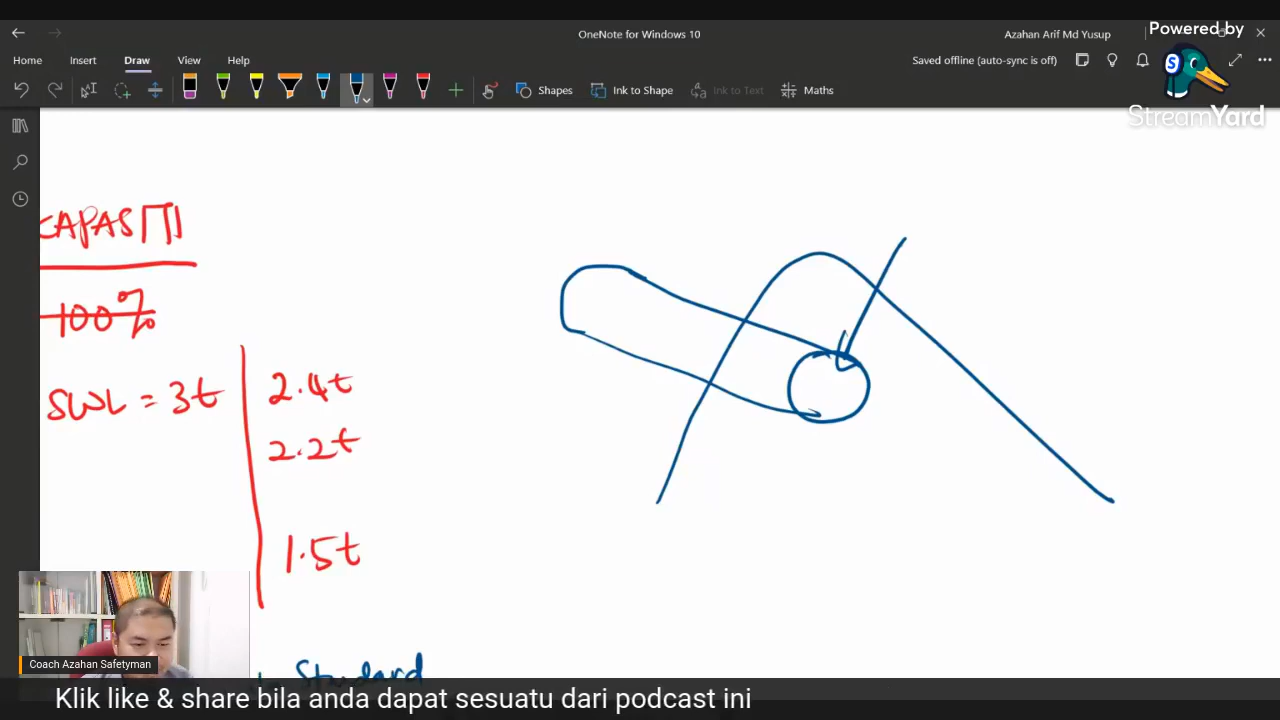 Powered by
OneNote for Windows 10
Azahan Arif Md Yusup
Home
Insert
Draw
View
Help
Saved offline (auto-sync is off)
Shapes
Ink to Shape
Ink to Text
Maths
StreamYard
KAPASITI
100%
SWL = 3t
2.4t
2.2t
1.5t
Standard
Coach Azahan Safetyman
Klik like & share bila anda dapat sesuatu dari podcast ini